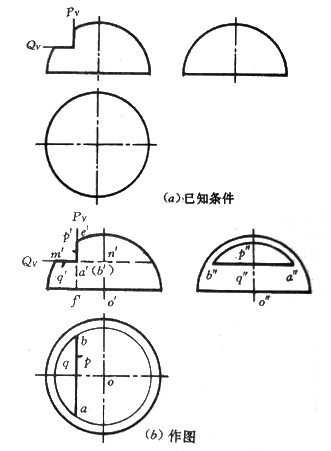 Pv
Qv
(a) 已知条件
Pv
p' e'
Qv m' n'
q' a' (b')
f' o'
p"
b" q" a"
o"
b
q p o
a
(b) 作图